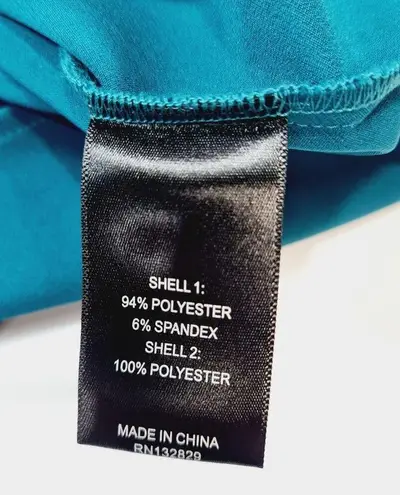 SHELL 1:
94% POLYESTER
6% SPANDEX
SHELL 2:
100% POLYESTER
MADE IN CHINA
RN132829